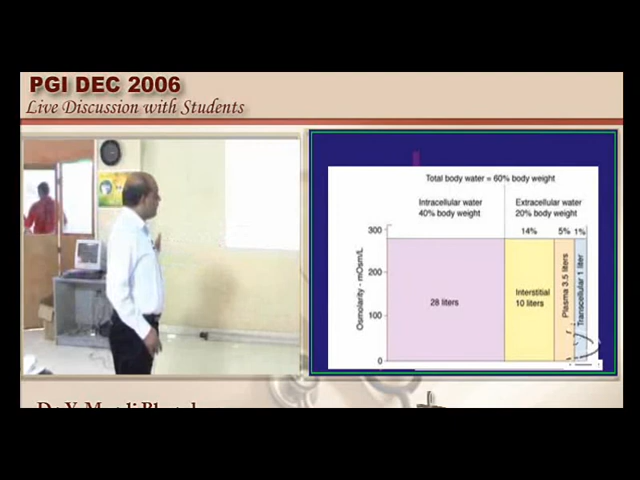 PGI DEC 2006
Live Discussion with Students
Total body water = 60% body weight
Intracellular water
40% body weight
Extracellular water
20% body weight
14% 5% 1%
300
200
100
0
Osmolarity - mOsm/L
28 liters
Interstitial
10 liters
Plasma 3.5 liters
Transcellular 1 liter